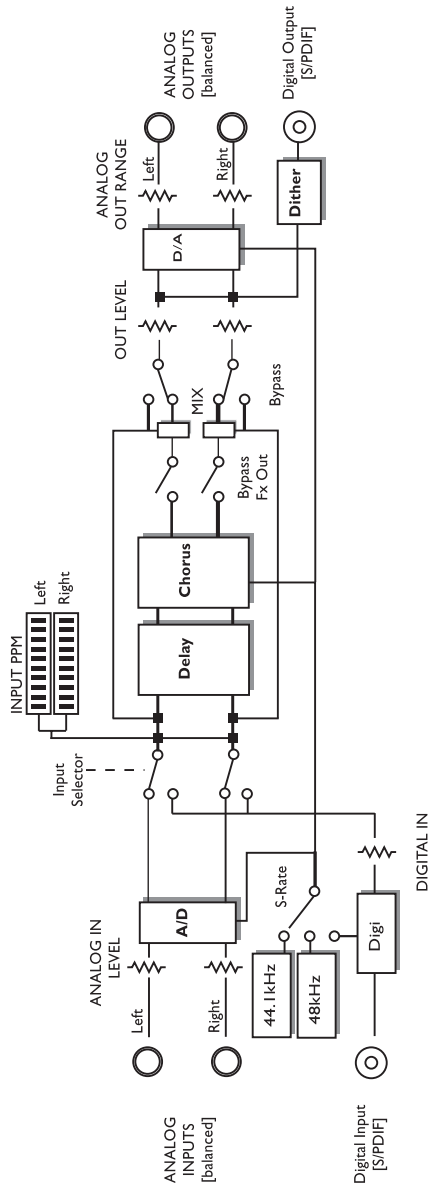 ANALOG
INPUTS
[balanced]
Digital Input
[S/PDIF]
ANALOG IN
LEVEL
Left
Right
A/D
44.1kHz
48kHz
S-Rate
Digi
DIGITAL IN
Input
Selector
INPUT PPM
Left
Right
Delay
Chorus
Bypass
Fx Out
MIX
Bypass
OUT LEVEL
D/A
ANALOG
OUT RANGE
Left
Right
Dither
ANALOG
OUTPUTS
[balanced]
Digital Output
[S/PDIF]